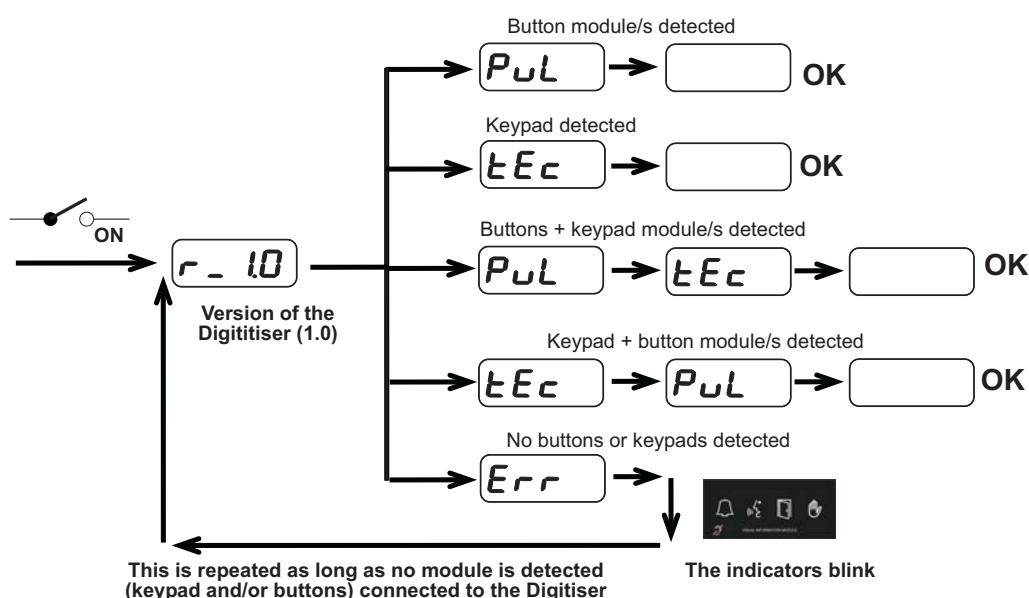 Button module/s detected
PuL
OK
Keypad detected
tEc
OK
Buttons + keypad module/s detected
PuL
tEc
OK
ON
r_ 1.0
Version of the
Digititiser (1.0)
Keypad + button module/s detected
tEc
PuL
OK
No buttons or keypads detected
Err
VISUAL INFORMATION MODULE
This is repeated as long as no module is detected
(keypad and/or buttons) connected to the Digitiser
The indicators blink